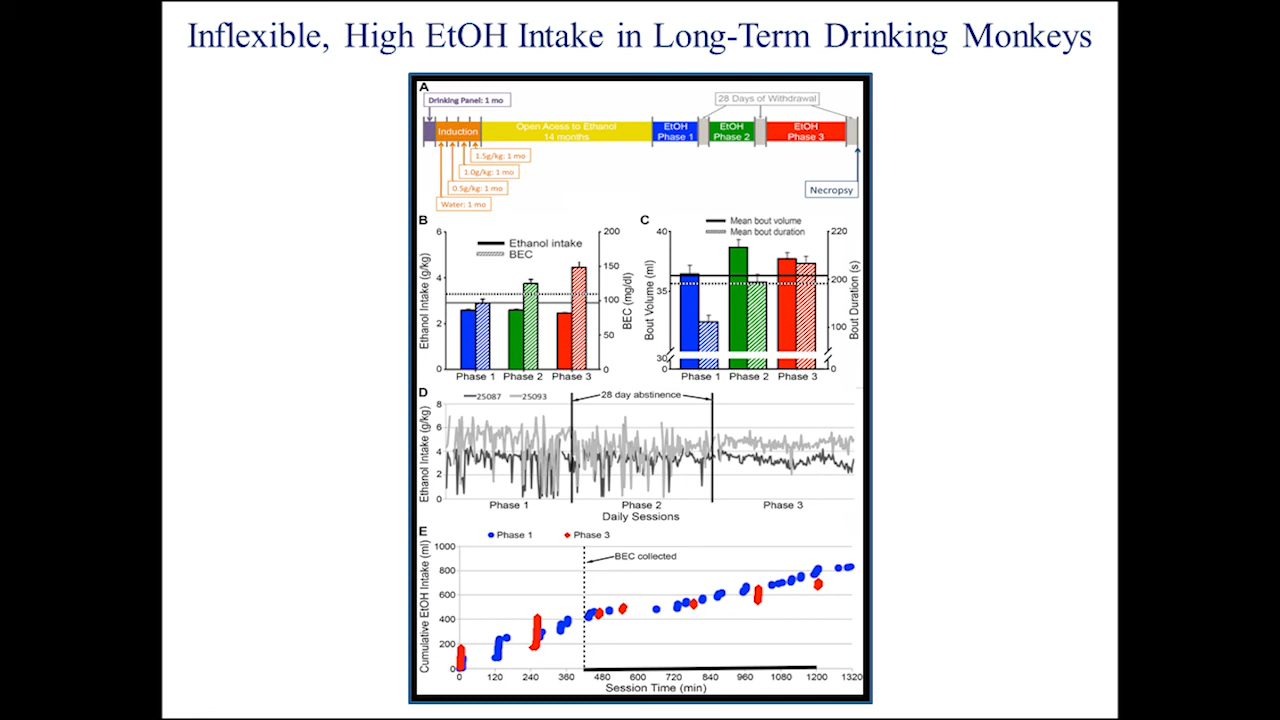 Inflexible, High EtOH Intake in Long-Term Drinking Monkeys
A
Drinking Panel: 1 mo
28 Days of Withdrawal
Induction
Open Acess to Ethanol
14 months
EtOH
Phase 1
EtOH
Phase 2
EtOH
Phase 3
1.5g/kg: 1 mo
1.0g/kg: 1 mo
0.5g/kg: 1 mo
Water: 1 mo
Necropsy
B
Ethanol intake
BEC
Ethanol Intake (g/kg)
6
4
2
0
200
150
100
50
0
BEC (mg/dl)
Phase 1 Phase 2 Phase 3
C
Mean bout volume
Mean bout duration
Bout Volume (ml)
40
35
30
0
220
200
100
0
Bout Duration (s)
Phase 1 Phase 2 Phase 3
D
25087 25093
28 day abstinence
Ethanol Intake (g/kg)
8
6
4
2
0
Phase 1 Phase 2 Phase 3
Daily Sessions
E
Phase 1 Phase 3
BEC collected
Cumulative EtOH Intake (ml)
1000
800
600
400
200
0
0 120 240 360 480 600 720 840 960 1080 1200 1320
Session Time (min)